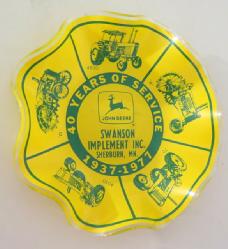 40 YEARS OF SERVICE
JOHN DEERE
SWANSON
IMPLEMENT INC.
SHERBURN, MN.
1937-1977